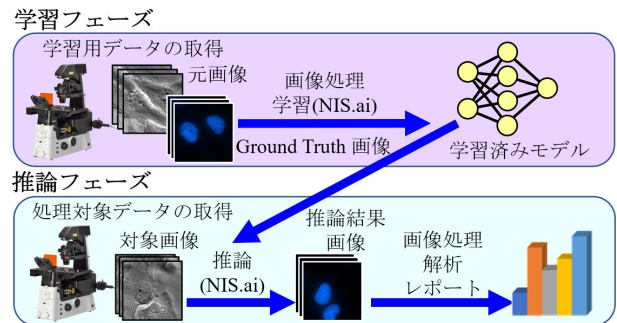 学習フェーズ
学習用データの取得
元画像
画像処理
学習(NIS.ai)
Ground Truth 画像
学習済みモデル
推論フェーズ
処理対象データの取得
対象画像
推論
(NIS.ai)
推論結果
画像
画像処理
解析
レポート